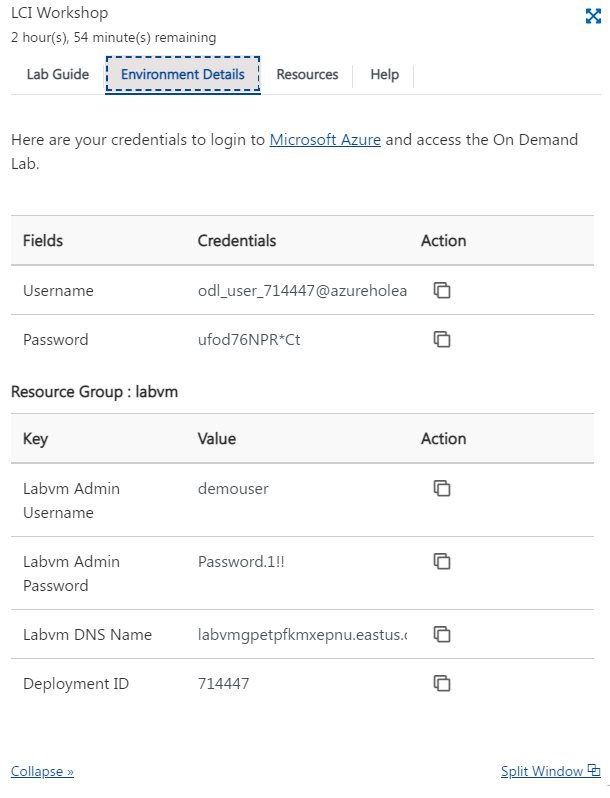 LCI Workshop
2 hour(s), 54 minute(s) remaining
Lab Guide Environment Details Resources Help
Here are your credentials to login to Microsoft Azure and access the On Demand
Lab.
Fields Credentials Action
Username odl_user_714447@azureholea
Password ufod76NPR*Ct
Resource Group : labvm
Key Value Action
Labvm Admin
Username
demouser
Labvm Admin
Password
Password.1!!
Labvm DNS Name labvmgpetpfkmxepnu.eastus.c
Deployment ID 714447
Collapse » Split Window